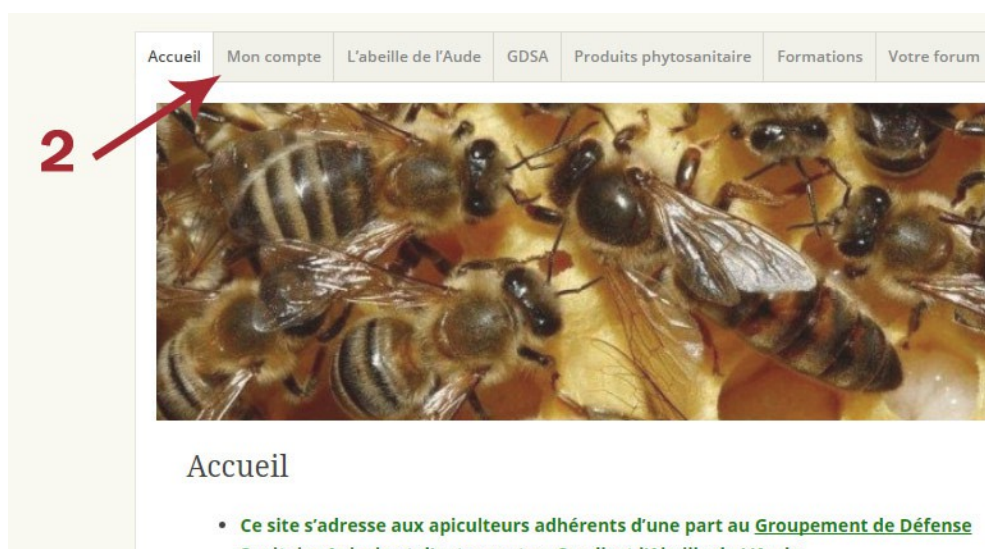 Accueil Mon compte L'abeille de l'Aude GDSA Produits phytosanitaire Formations Votre forum
2
Accueil
• Ce site s'adresse aux apiculteurs adhérents d'une part au Groupement de Défense